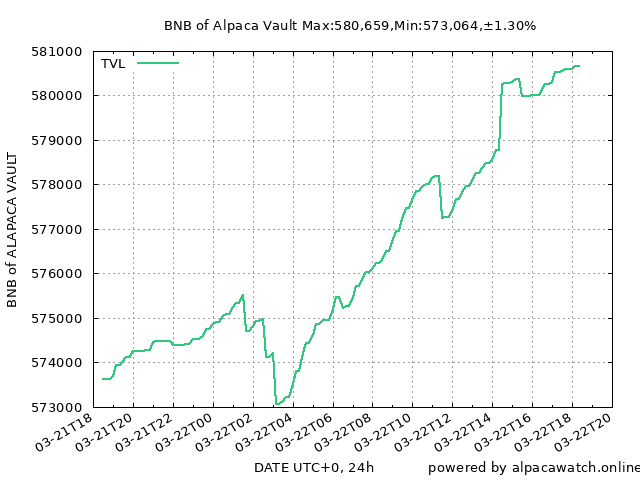 BNB of Alpaca Vault Max:580,659,Min:573,064,±1.30%
TVL
581000
580000
579000
578000
577000
576000
575000
574000
573000
BNB of ALAPACA VAULT
03-21T18
03-21T20
03-21T22
03-22T00
03-22T02
03-22T04
03-22T06
03-22T08
03-22T10
03-22T12
03-22T14
03-22T16
03-22T18
03-22T20
DATE UTC+0, 24h
powered by alpacawatch.online